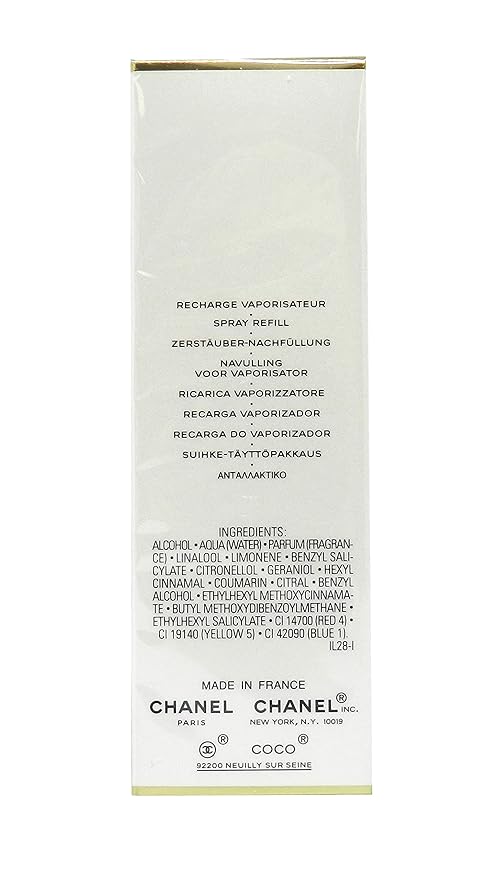 RECHARGE VAPORISATEUR
•
SPRAY REFILL
•
ZERSTÄUBER-NACHFÜLLUNG
•
NAVULLING
VOOR VAPORISATOR
•
RICARICA VAPORIZZATORE
•
RECARGA VAPORIZADOR
•
RECARGA DO VAPORIZADOR
•
SUIHKE-TÄYTTÖPAKKAUS
•
ΑΝΤΑΛΛΑΚΤΙΚΟ
INGREDIENTS:
ALCOHOL • AQUA (WATER) • PARFUM (FRAGRAN-
CE) • LINALOOL • LIMONENE • BENZYL SALI-
CYLATE • CITRONELLOL • GERANIOL • HEXYL
CINNAMAL • COUMARIN • CITRAL • BENZYL
ALCOHOL • ETHYLHEXYL METHOXYCINNAMA-
TE • BUTYL METHOXYDIBENZOYLMETHANE •
ETHYLHEXYL SALICYLATE • CI 14700 (RED 4) •
CI 19140 (YELLOW 5) • CI 42090 (BLUE 1).
IL28-I
MADE IN FRANCE
CHANEL CHANEL® INC.
PARIS NEW YORK, N.Y. 10019
® COCO®
92200 NEUILLY SUR SEINE